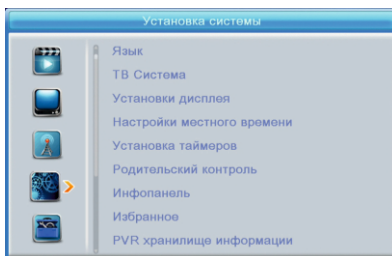 Установка системы
Язык
ТВ Система
Установки дисплея
Настройки местного времени
Установка таймеров
Родительский контроль
Инфопанель
Избранное
PVR хранилище информации